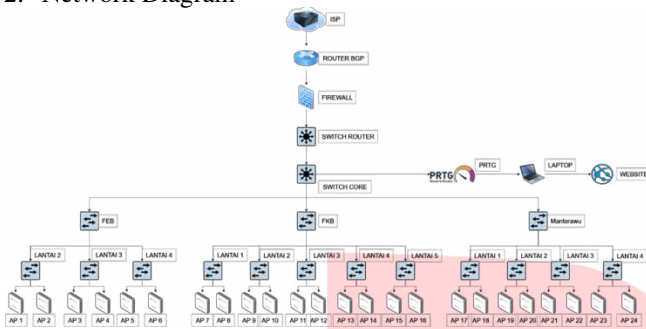 2. Network Diagram
ISP
ROUTER BGP
FIREWALL
SWITCH ROUTER
SWITCH CORE
PRTG
PRTG
LAPTOP
WEBSITE
FEB
FKB
Manterawu
LANTAI 2
LANTAI 3
LANTAI 4
LANTAI 1
LANTAI 2
LANTAI 3
LANTAI 4
LANTAI 5
LANTAI 1
LANTAI 2
LANTAI 3
LANTAI 4
AP 1
AP 2
AP 3
AP 4
AP 5
AP 6
AP 7
AP 8
AP 9
AP 10
AP 11
AP 12
AP 13
AP 14
AP 15
AP 16
AP 17
AP 18
AP 19
AP 20
AP 21
AP 22
AP 23
AP 24